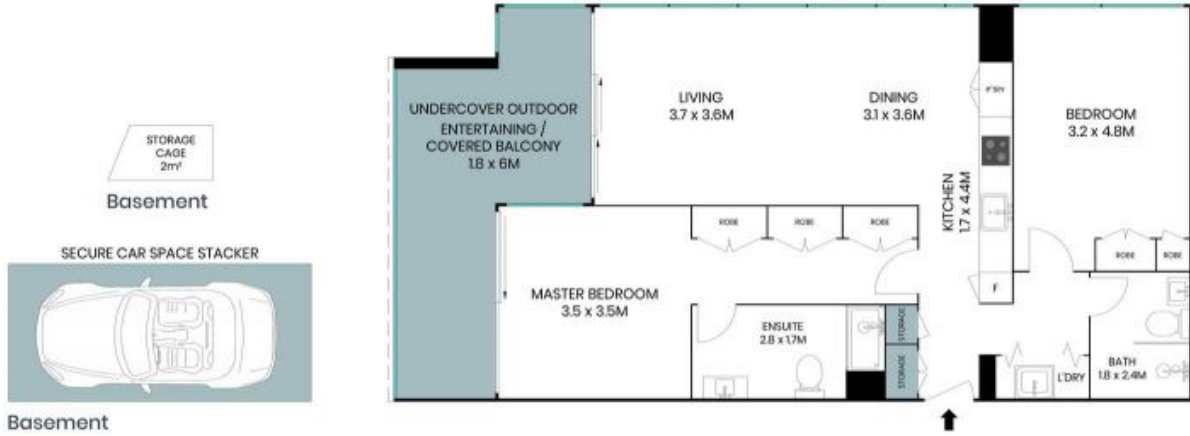 STORAGE
CAGE
2m²
Basement
SECURE CAR SPACE STACKER
Basement
UNDERCOVER OUTDOOR
ENTERTAINING /
COVERED BALCONY
1.8 x 6M
LIVING
3.7 x 3.6M
DINING
3.1 x 3.6M
P'TRY
BEDROOM
3.2 x 4.8M
KITCHEN
1.7 x 4.4M
ROBE
ROBE
ROBE
ROBE
ROBE
MASTER BEDROOM
3.5 x 3.5M
F
ENSUITE
2.8 x 1.7M
STORAGE
STORAGE
L'DRY
BATH
1.8 x 2.4M